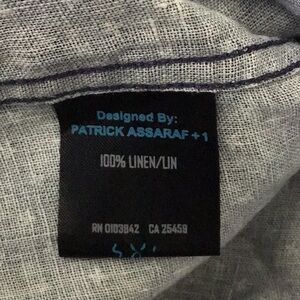 Designed By:
PATRICK ASSARAF + 1
100% LINEN/LIN
RN 0103842 CA 25459